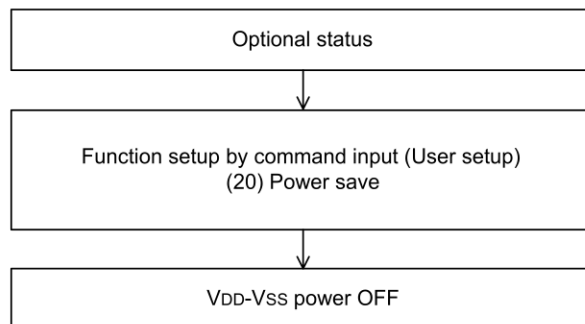 Optional status
Function setup by command input (User setup)
(20) Power save
VDD-VSS power OFF